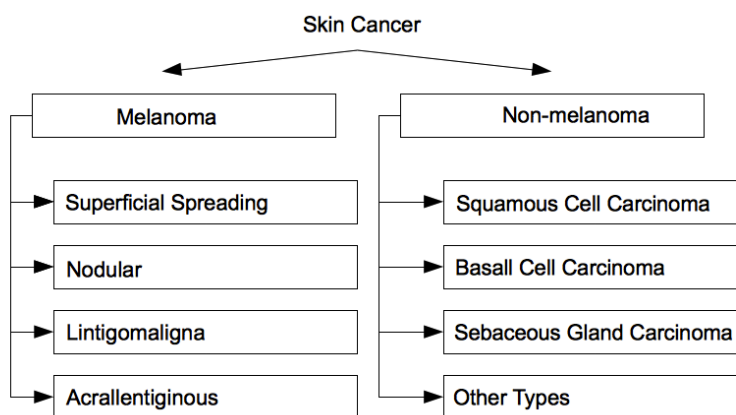 Skin Cancer
Melanoma
Non-melanoma
Superficial Spreading
Squamous Cell Carcinoma
Nodular
Basall Cell Carcinoma
Lintigomaligna
Sebaceous Gland Carcinoma
Acrallentiginous
Other Types